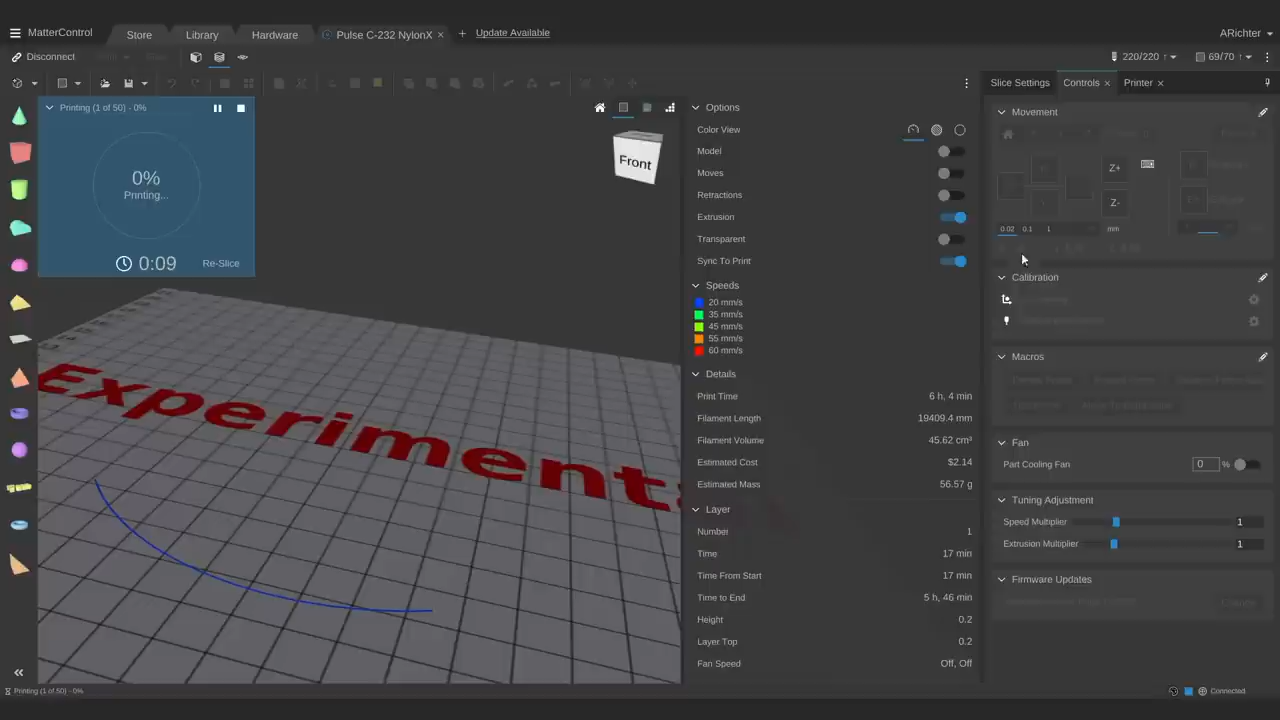 MatterControl
Store
Library
Hardware
Pulse C-232 NylonX
Update Available
ARichter
Disconnect
220/220
69/70
Slice Settings
Controls
Printer
Printing (1 of 50) - 0%
0%
Printing...
0:09
Re-Slice
Front
Experiment
Options
Color View
Model
Moves
Retractions
Extrusion
Transparent
Sync To Print
Speeds
20 mm/s
35 mm/s
45 mm/s
55 mm/s
60 mm/s
Details
Print Time 6 h, 4 min
Filament Length 19409.4 mm
Filament Volume 45.62 cm³
Estimated Cost $2.14
Estimated Mass 56.57 g
Layer
Number 1
Time 17 min
Time From Start 17 min
Time to End 5 h, 46 min
Height 0.2
Layer Top 0.2
Fan Speed Off, Off
Movement
Z+
Z-
0.02 0.1 1 mm
Calibration
Macros
Fan
Part Cooling Fan 0 %
Tuning Adjustment
Speed Multiplier 1
Extrusion Multiplier 1
Firmware Updates
Printing (1 of 50) - 0%
Connected